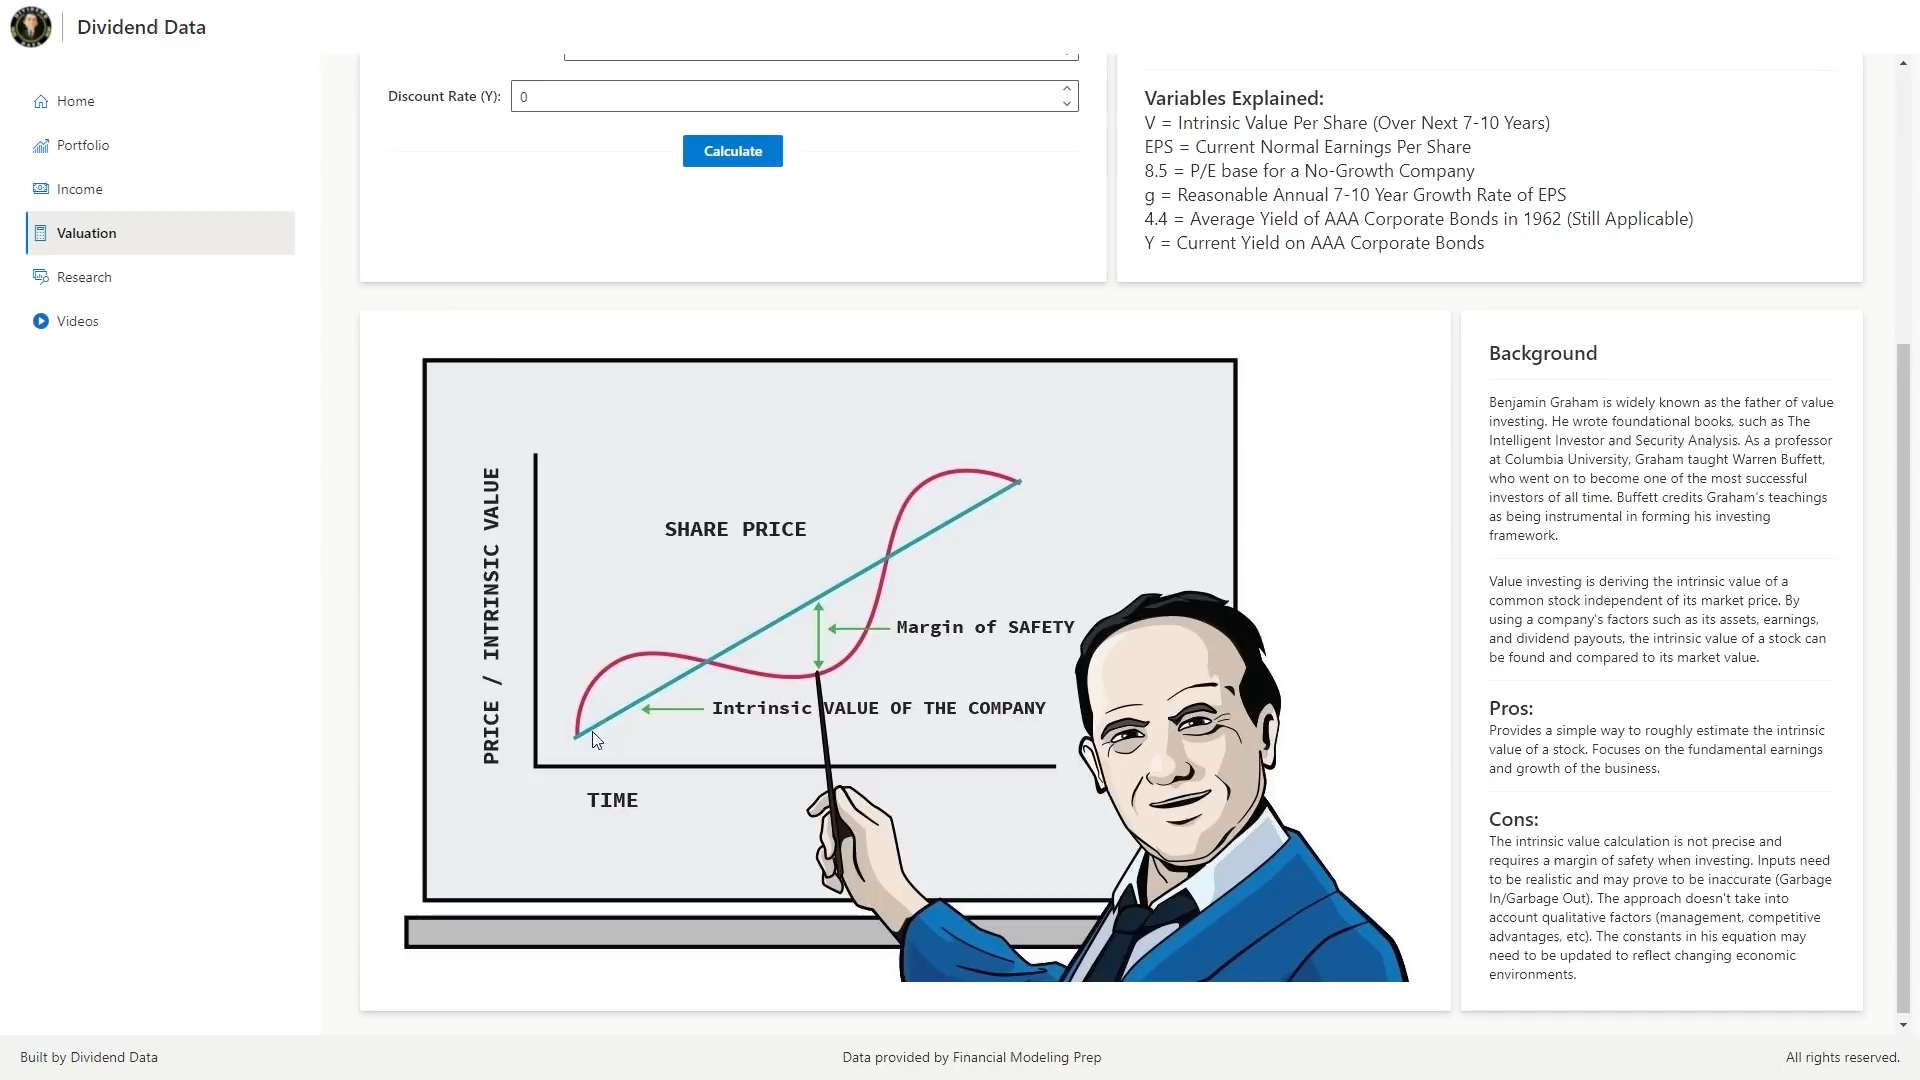 Dividend Data
Home
Portfolio
Income
Valuation
Research
Videos
Discount Rate (Y):
0
Calculate
Variables Explained:
V = Intrinsic Value Per Share (Over Next 7-10 Years)
EPS = Current Normal Earnings Per Share
8.5 = P/E base for a No-Growth Company
g = Reasonable Annual 7-10 Year Growth Rate of EPS
4.4 = Average Yield of AAA Corporate Bonds in 1962 (Still Applicable)
Y = Current Yield on AAA Corporate Bonds
PRICE / INTRINSIC VALUE
SHARE PRICE
Margin of SAFETY
Intrinsic VALUE OF THE COMPANY
TIME
Background
Benjamin Graham is widely known as the father of value
investing. He wrote foundational books, such as The
Intelligent Investor and Security Analysis. As a professor
at Columbia University, Graham taught Warren Buffett,
who went on to become one of the most successful
investors of all time. Buffett credits Graham's teachings
as being instrumental in forming his investing
framework.
Value investing is deriving the intrinsic value of a
common stock independent of its market price. By
using a company's factors such as its assets, earnings,
and dividend payouts, the intrinsic value of a stock can
be found and compared to its market value.
Pros:
Provides a simple way to roughly estimate the intrinsic
value of a stock. Focuses on the fundamental earnings
and growth of the business.
Cons:
The intrinsic value calculation is not precise and
requires a margin of safety when investing. Inputs need
to be realistic and may prove to be inaccurate (Garbage
In/Garbage Out). The approach doesn't take into
account qualitative factors (management, competitive
advantages, etc). The constants in his equation may
need to be updated to reflect changing economic
environments.
Built by Dividend Data
Data provided by Financial Modeling Prep
All rights reserved.